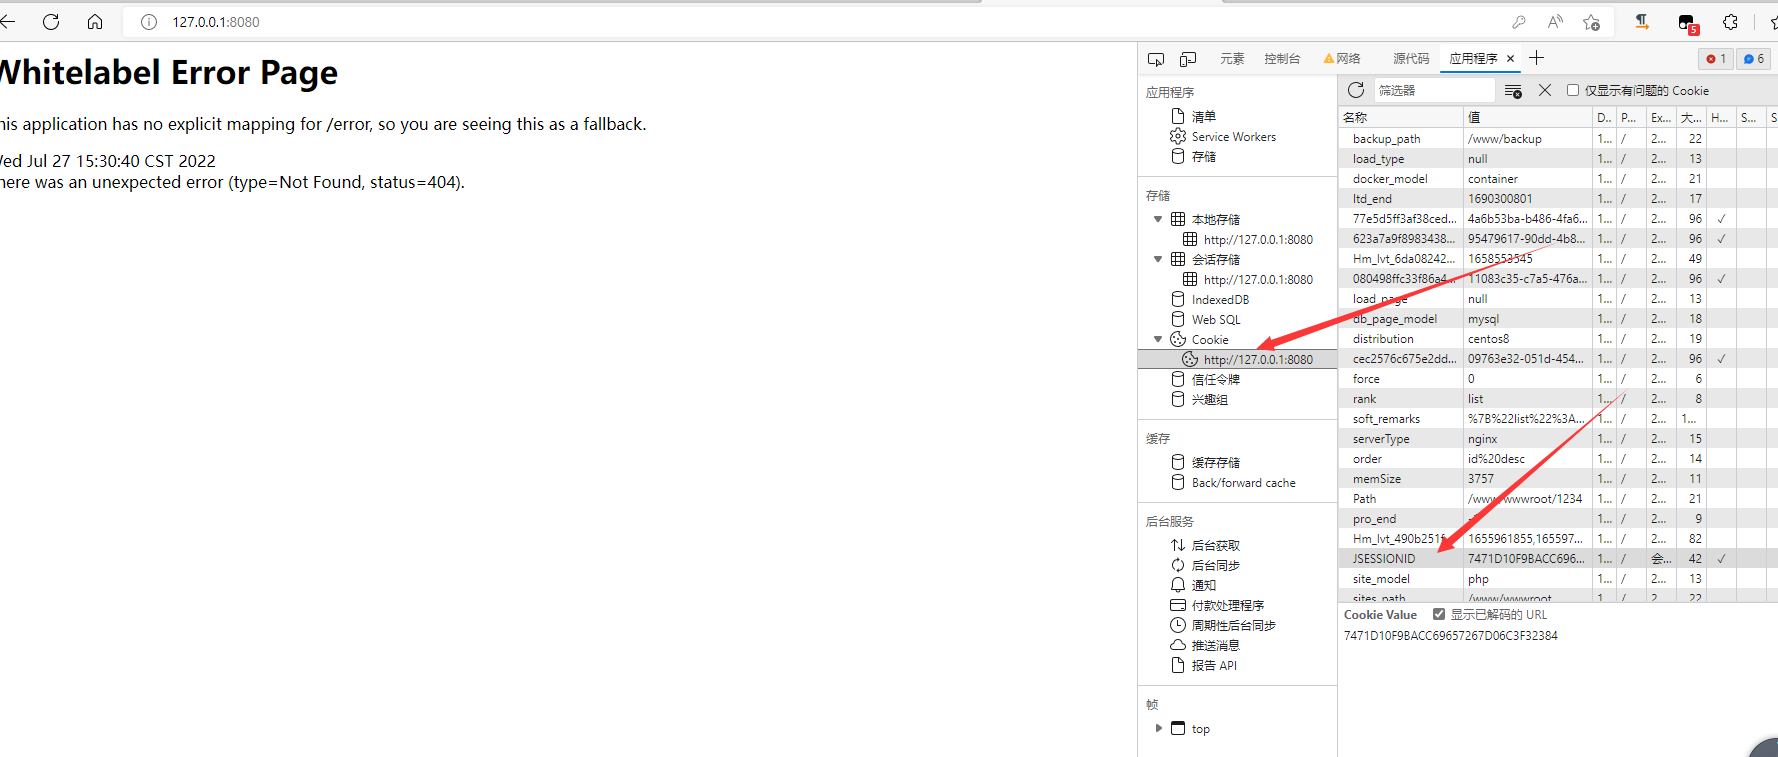 127.0.0.1:8080
5
Whitelabel Error Page
his application has no explicit mapping for /error, so you are seeing this as a fallback.
Wed Jul 27 15:30:40 CST 2022
here was an unexpected error (type=Not Found, status=404).
元素 控制台 网络 源代码 应用程序 1 6
应用程序
清单
Service Workers
存储
存储
本地存储
http://127.0.0.1:8080
会话存储
http://127.0.0.1:8080
IndexedDB
Web SQL
Cookie
http://127.0.0.1:8080
信任令牌
兴趣组
缓存
缓存存储
Back/forward cache
后台服务
后台获取
后台同步
通知
付款处理程序
周期性后台同步
推送消息
报告 API
帧
top
筛选器 仅显示有问题的 Cookie
名称 值 D.. P... Ex... 大... H... S... S
backup_path /www/backup 1... / 2... 22
load_type null 1... / 2... 13
docker_model container 1... / 2... 21
ltd_end 1690300801 1... / 2... 17
77e5d5ff3af38ced... 4a6b53ba-b486-4fa6... 1... / 2... 96 ✓
623a7a9f8983438... 95479617-90dd-4b8... 1... / 2... 96 ✓
Hm_lvt_6da08242... 1658553545 1... / 2... 49
080498ffc33f86a4... 11083c35-c7a5-476a... 1... / 2... 96 ✓
load_page null 1... / 2... 13
db_page_model mysql 1... / 2... 18
distribution centos8 1... / 2... 19
cec2576c675e2dd... 09763e32-051d-454... 1... / 2... 96 ✓
force 0 1... / 2... 6
rank list 1... / 2... 8
soft_remarks %7B%22list%22%3A... 1... / 2... 1...
serverType nginx 1... / 2... 15
order id%20desc 1... / 2... 14
memSize 3757 1... / 2... 11
Path /www/wwwroot/1234 1... / 2... 21
pro_end 1... / 2... 9
Hm_lvt_490b251f... 1655961855,165597... 1... / 2... 82
JSESSIONID 7471D10F9BACC696... 1... / 会... 42 ✓
site_model php 1... / 2... 13
sites_path /www/wwwroot 1 / 2 22
Cookie Value 显示已解码的 URL
7471D10F9BACC69657267D06C3F32384